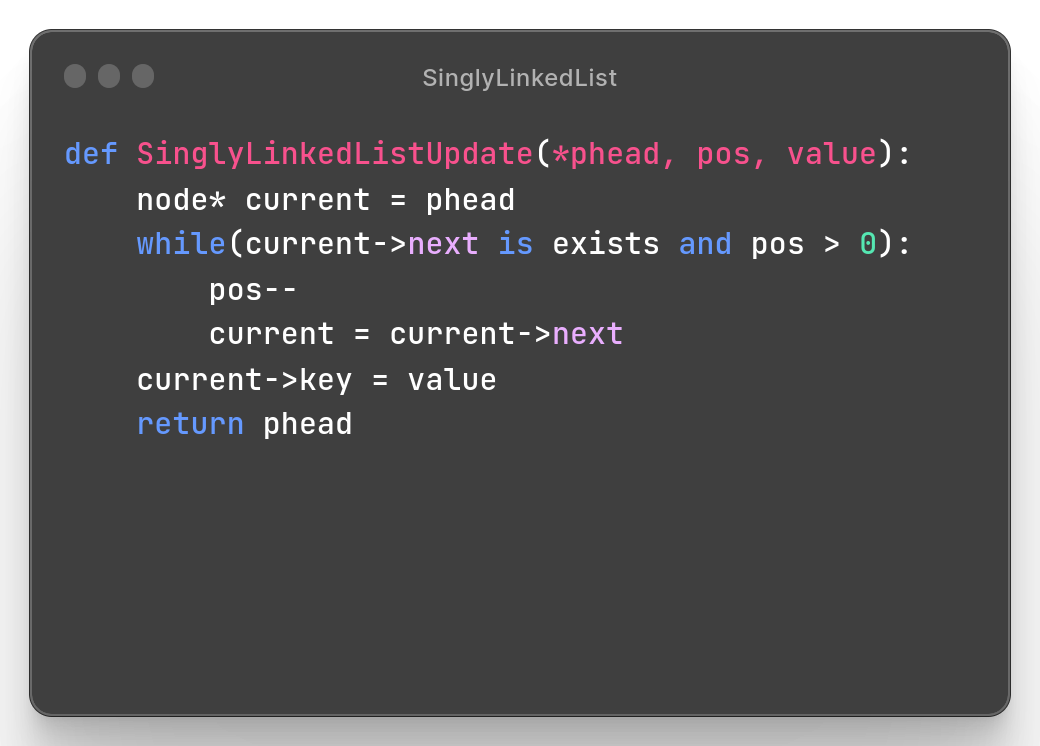 SinglyLinkedList
def SinglyLinkedListUpdate(*phead, pos, value):
    node* current = phead
    while(current->next is exists and pos > 0):
        pos--
        current = current->next
    current->key = value
    return phead